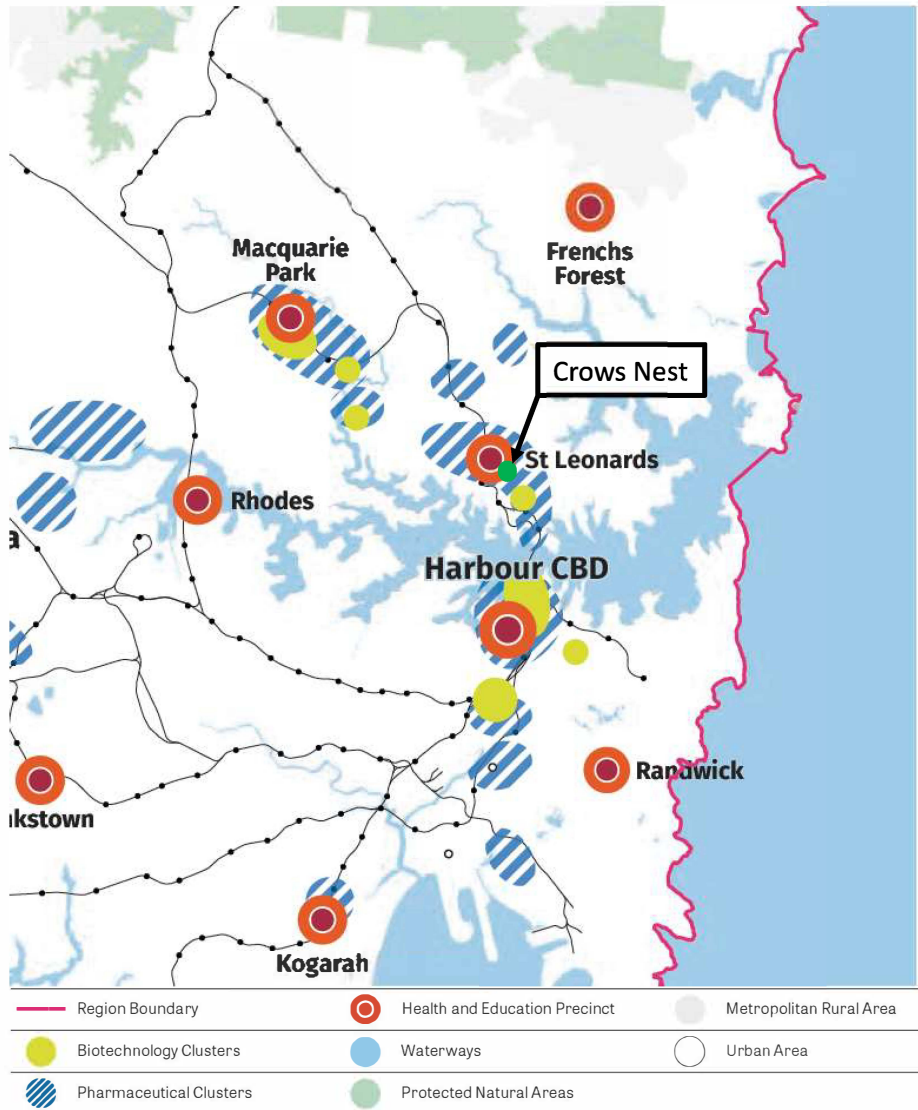 Macquarie
Park
Frenchs
Forest
Crows Nest
St Leonards
Rhodes
a
Harbour CBD
Randwick
nkstown
Kogarah
Region Boundary
Health and Education Precinct
Metropolitan Rural Area
Biotechnology Clusters
Waterways
Urban Area
Pharmaceutical Clusters
Protected Natural Areas